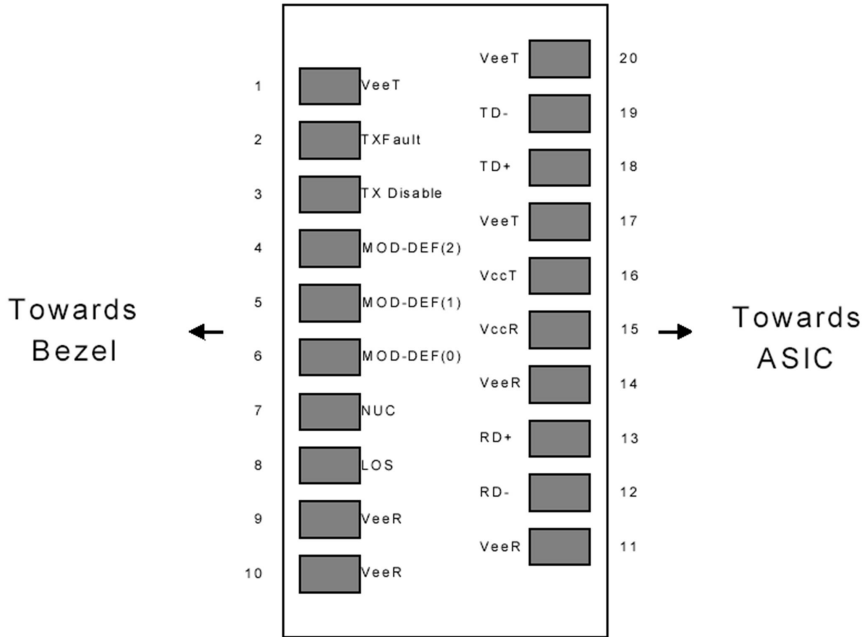 VeeT 20
1 VeeT
TD- 19
2 TXFault
TD+ 18
3 TX Disable
VeeT 17
4 MOD-DEF(2)
VccT 16
5 MOD-DEF(1)
Towards
Bezel
VccR 15
Towards
ASIC
6 MOD-DEF(0)
VeeR 14
7 NUC
RD+ 13
8 LOS
RD- 12
9 VeeR
VeeR 11
10 VeeR